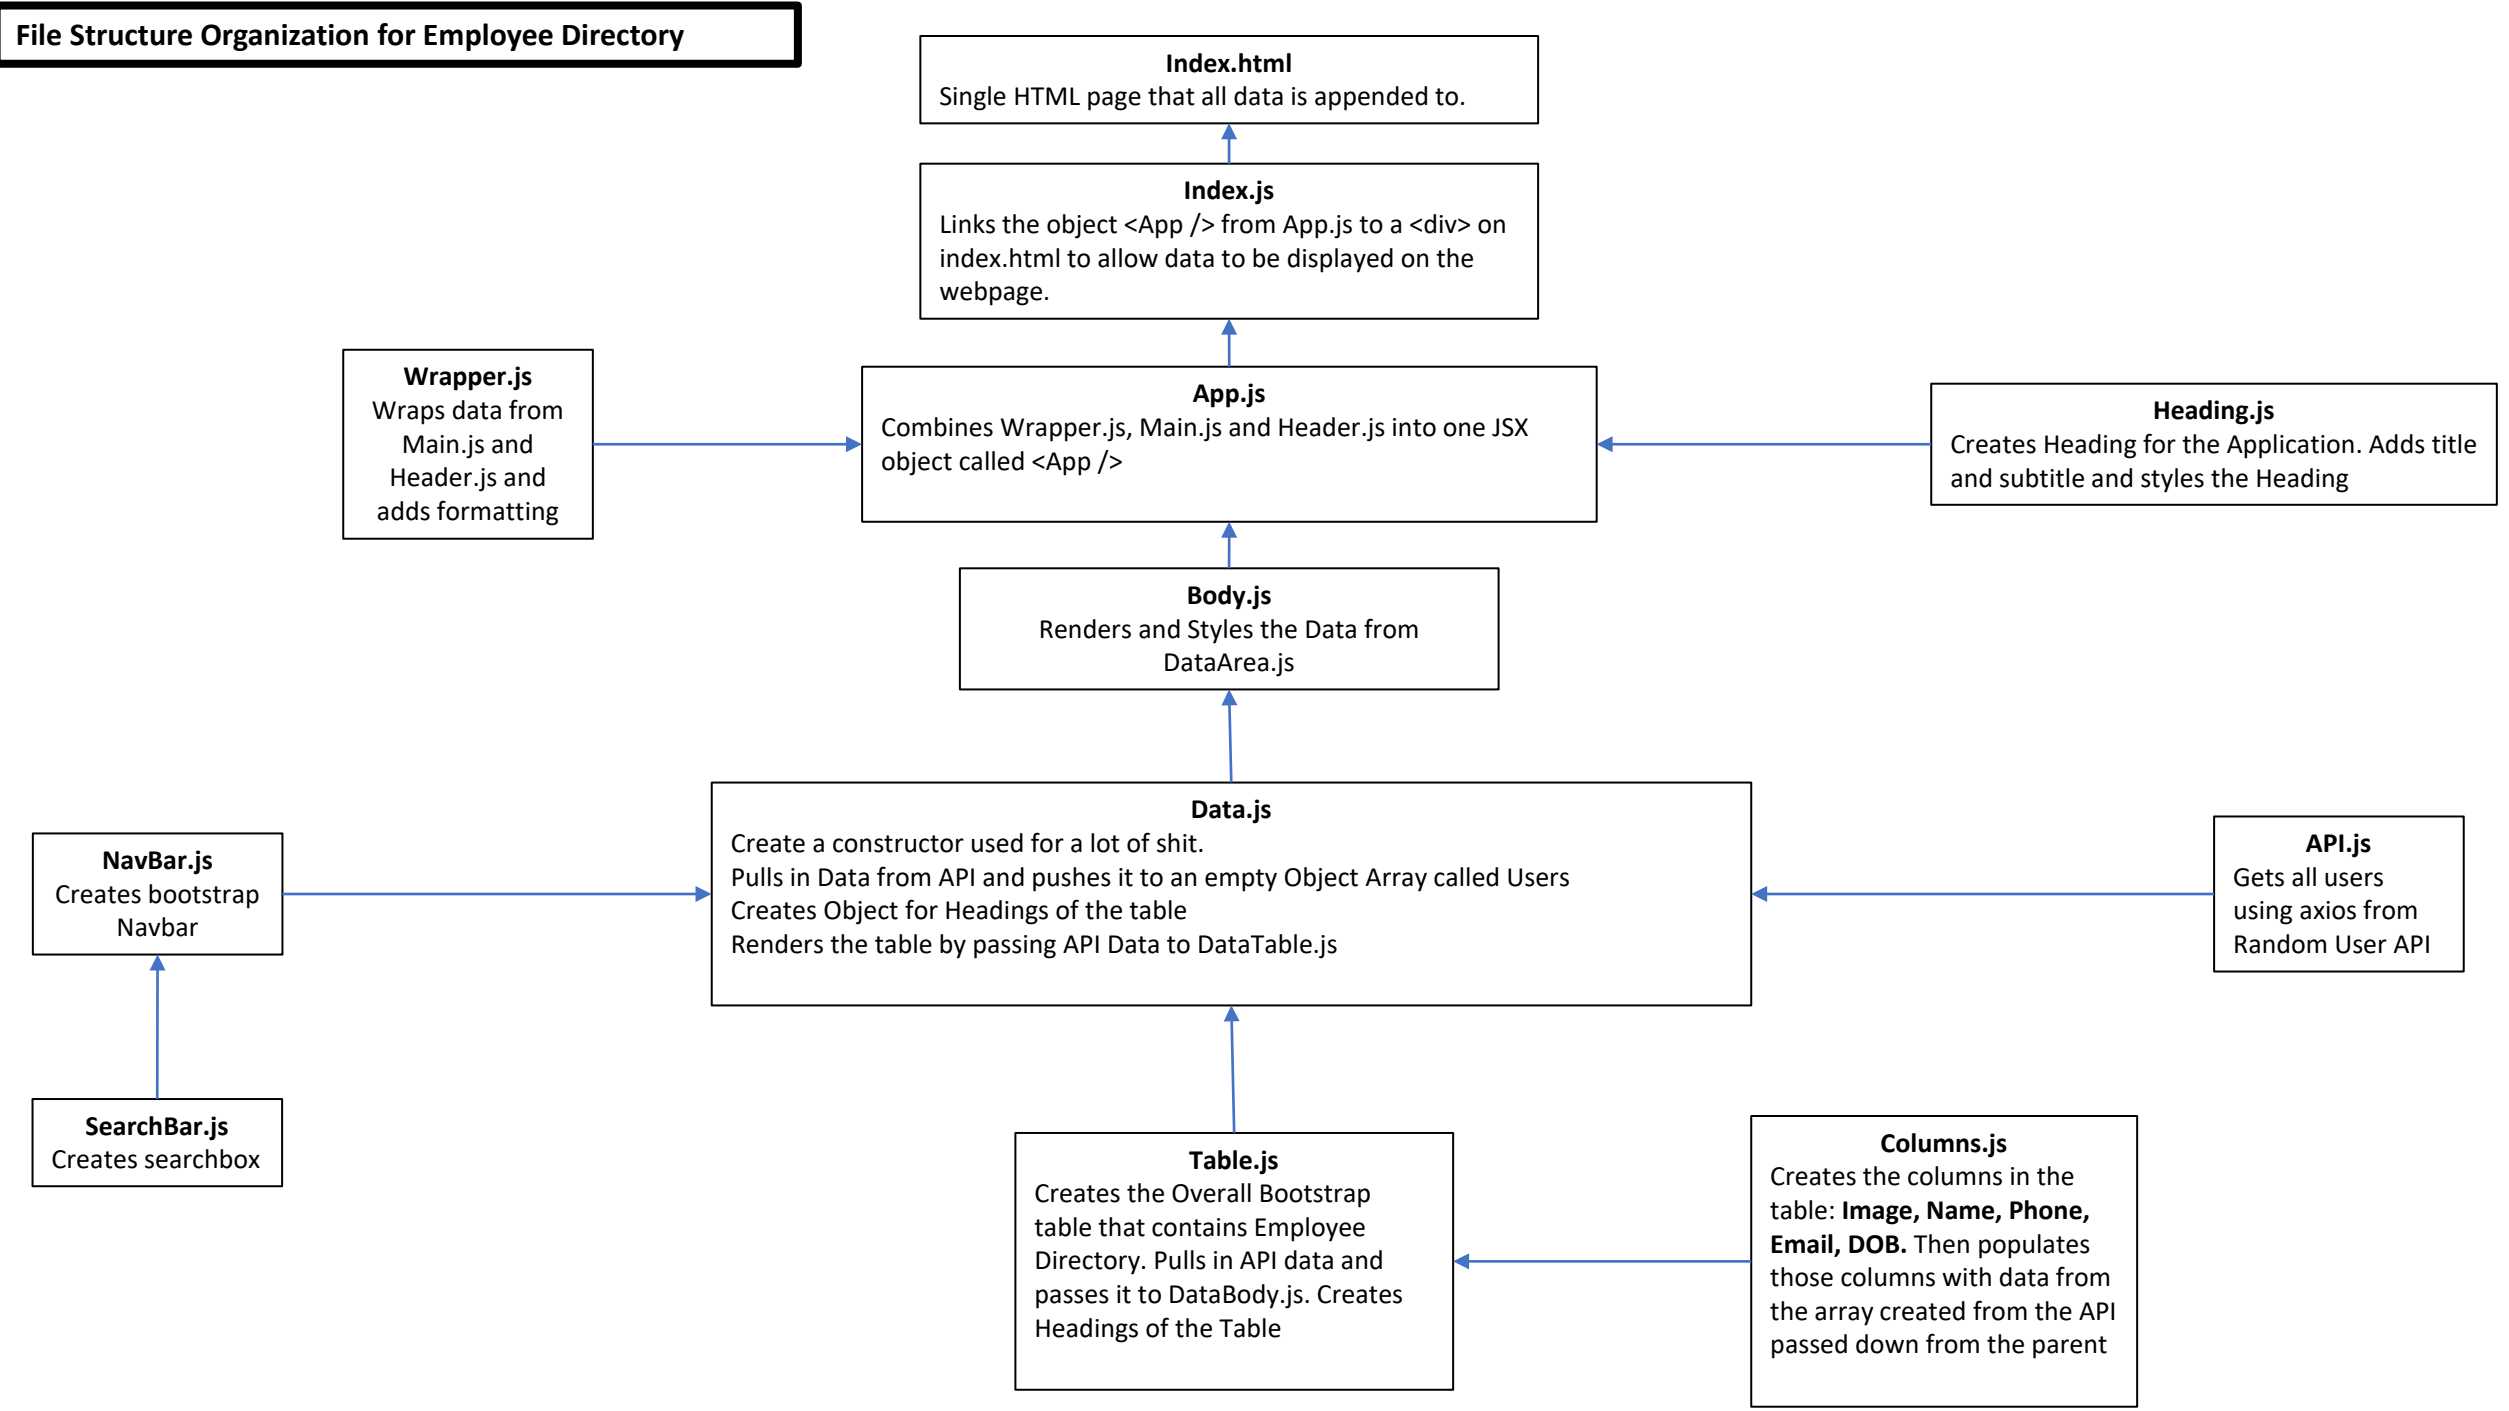 File Structure Organization for Employee Directory
Index.html
Single HTML page that all data is appended to.
Index.js
Links the object <App /> from App.js to a <div> on
index.html to allow data to be displayed on the
webpage.
Wrapper.js
Wraps data from
Main.js and
Header.js and
adds formatting
App.js
Combines Wrapper.js, Main.js and Header.js into one JSX
object called <App />
Heading.js
Creates Heading for the Application. Adds title
and subtitle and styles the Heading
Body.js
Renders and Styles the Data from
DataArea.js
NavBar.js
Creates bootstrap
Navbar
Data.js
Create a constructor used for a lot of shit.
Pulls in Data from API and pushes it to an empty Object Array called Users
Creates Object for Headings of the table
Renders the table by passing API Data to DataTable.js
API.js
Gets all users
using axios from
Random User API
SearchBar.js
Creates searchbox
Table.js
Creates the Overall Bootstrap
table that contains Employee
Directory. Pulls in API data and
passes it to DataBody.js. Creates
Headings of the Table
Columns.js
Creates the columns in the
table: Image, Name, Phone,
Email, DOB. Then populates
those columns with data from
the array created from the API
passed down from the parent